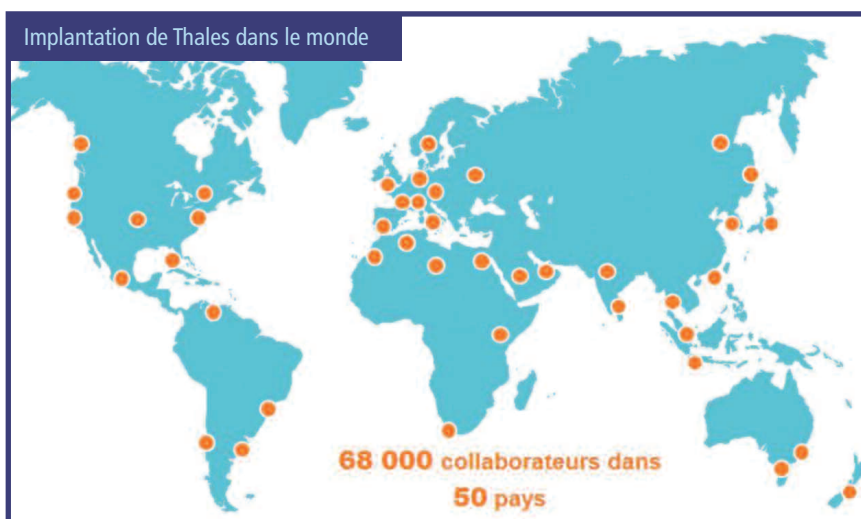 Implantation de Thales dans le monde
68 000 collaborateurs dans
50 pays